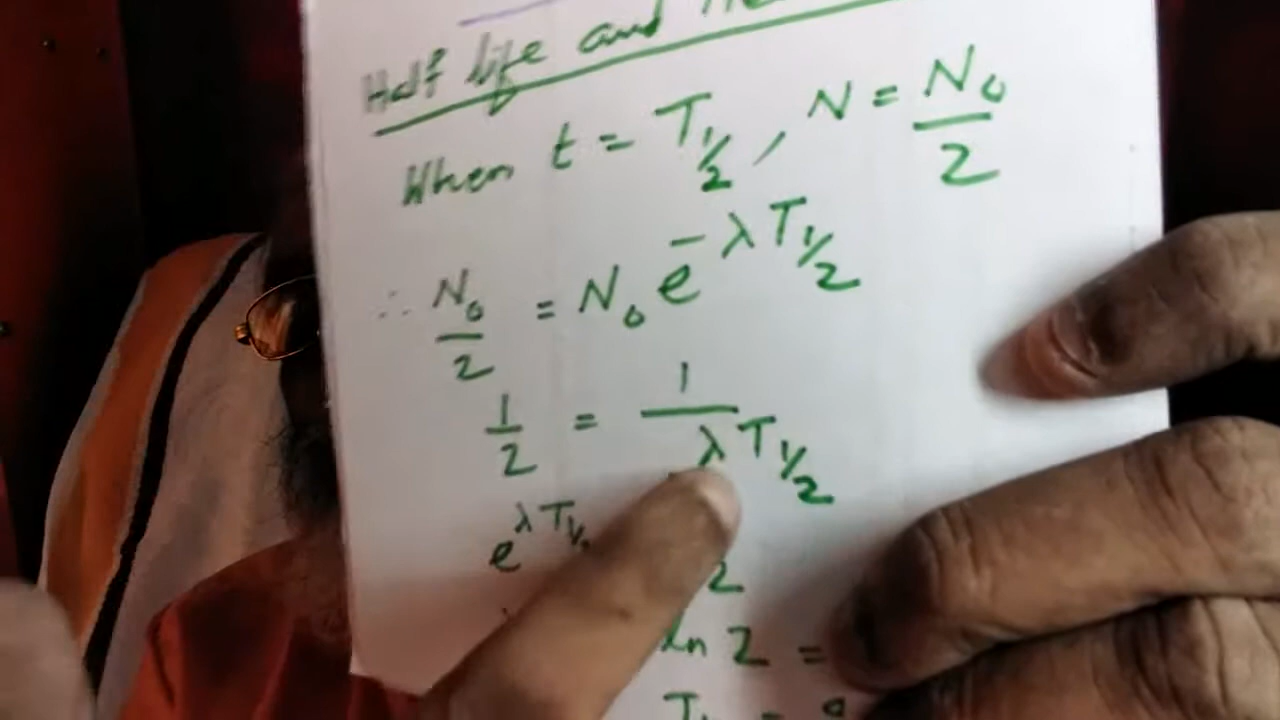 Half life and
When t = T1/2, N = N0/2
∴ N0/2 = N0 e^-λT1/2
1/2 = 1/ λT1/2
e^λT1/ 2
ln 2 =